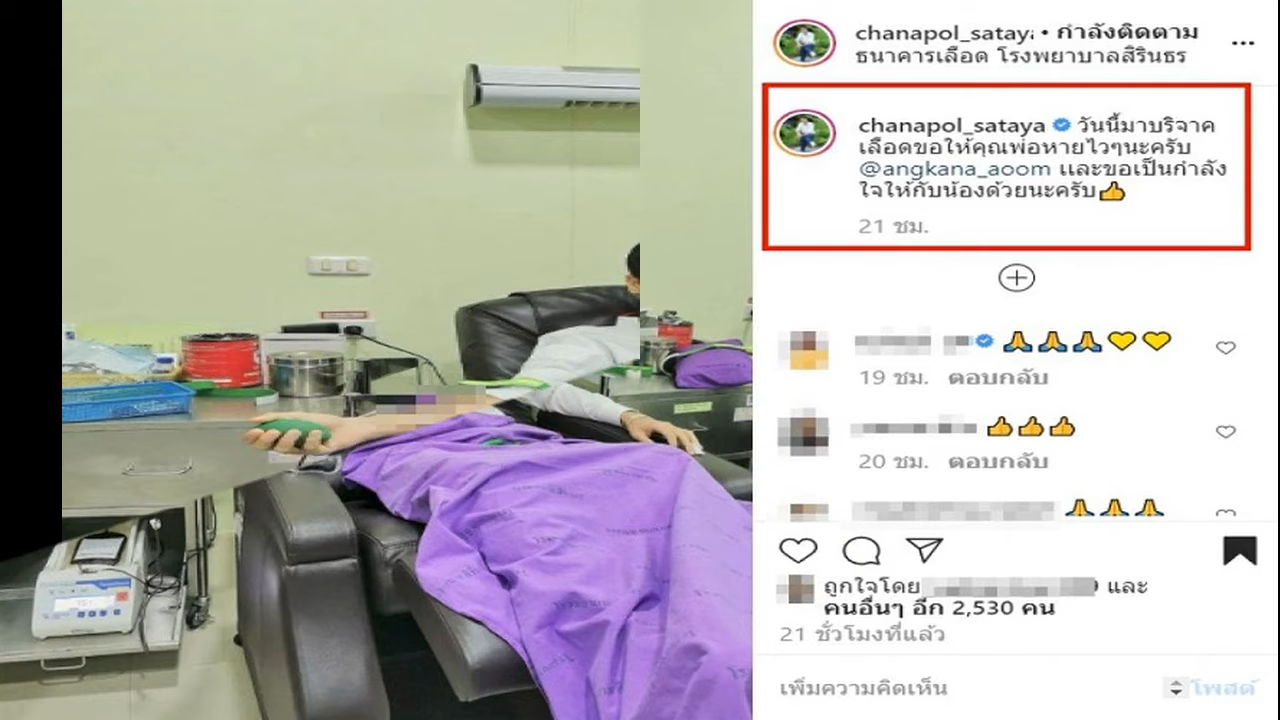 chanapol_sataya • กำลังติดตาม
ธนาคารเลือด โรงพยาบาลสิรินธร
chanapol_sataya วันนี้มาบริจาค
เลือดขอให้คุณพ่อหายไวๆนะครับ
@angkana_aoom และขอเป็นกำลัง
ใจให้กับน้องด้วยนะครับ👍
21 ชม.
🙏🙏🙏💛💛
19 ชม. ตอบกลับ
👍👍👍
20 ชม. ตอบกลับ
🙏🙏🙏
ถูกใจโดย และ
คนอื่นๆ อีก 2,530 คน
21 ชั่วโมงที่แล้ว
เพิ่มความคิดเห็น
โพสต์